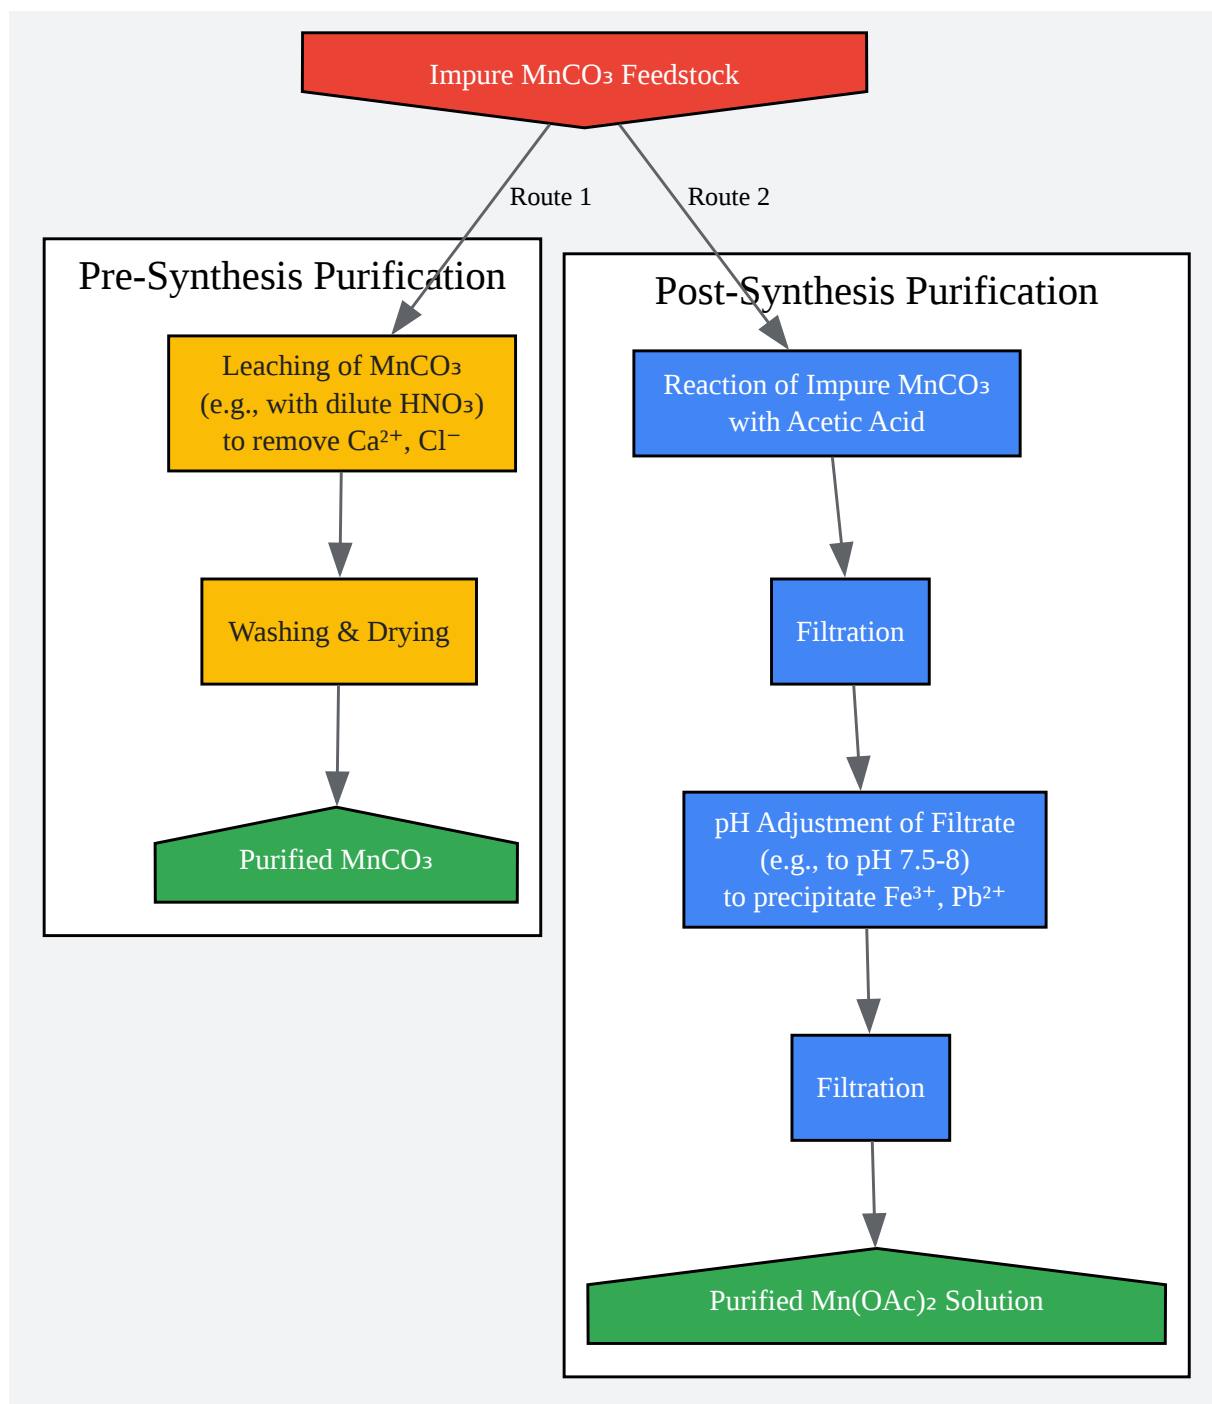 Impure MnCO₃ Feedstock
Route 1
Route 2
Pre-Synthesis Purification
Leaching of MnCO₃
(e.g., with dilute HNO₃)
to remove Ca²⁺, Cl⁻
Washing & Drying
Purified MnCO₃
Post-Synthesis Purification
Reaction of Impure MnCO₃
with Acetic Acid
Filtration
pH Adjustment of Filtrate
(e.g., to pH 7.5-8)
to precipitate Fe³⁺, Pb²⁺
Filtration
Purified Mn(OAc)₂ Solution